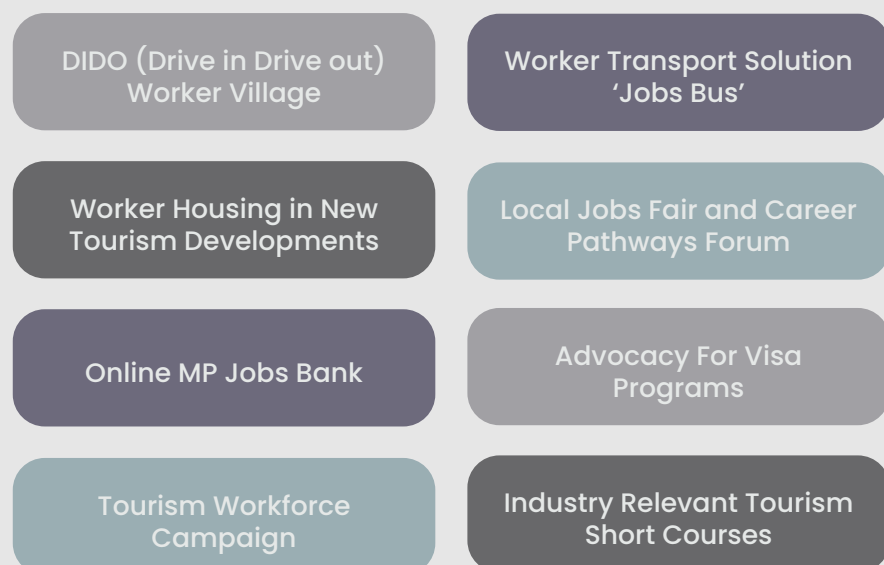 DIDO (Drive in Drive out)
Worker Village
Worker Transport Solution
‘Jobs Bus’
Worker Housing in New
Tourism Developments
Local Jobs Fair and Career
Pathways Forum
Online MP Jobs Bank
Advocacy For Visa
Programs
Tourism Workforce
Campaign
Industry Relevant Tourism
Short Courses